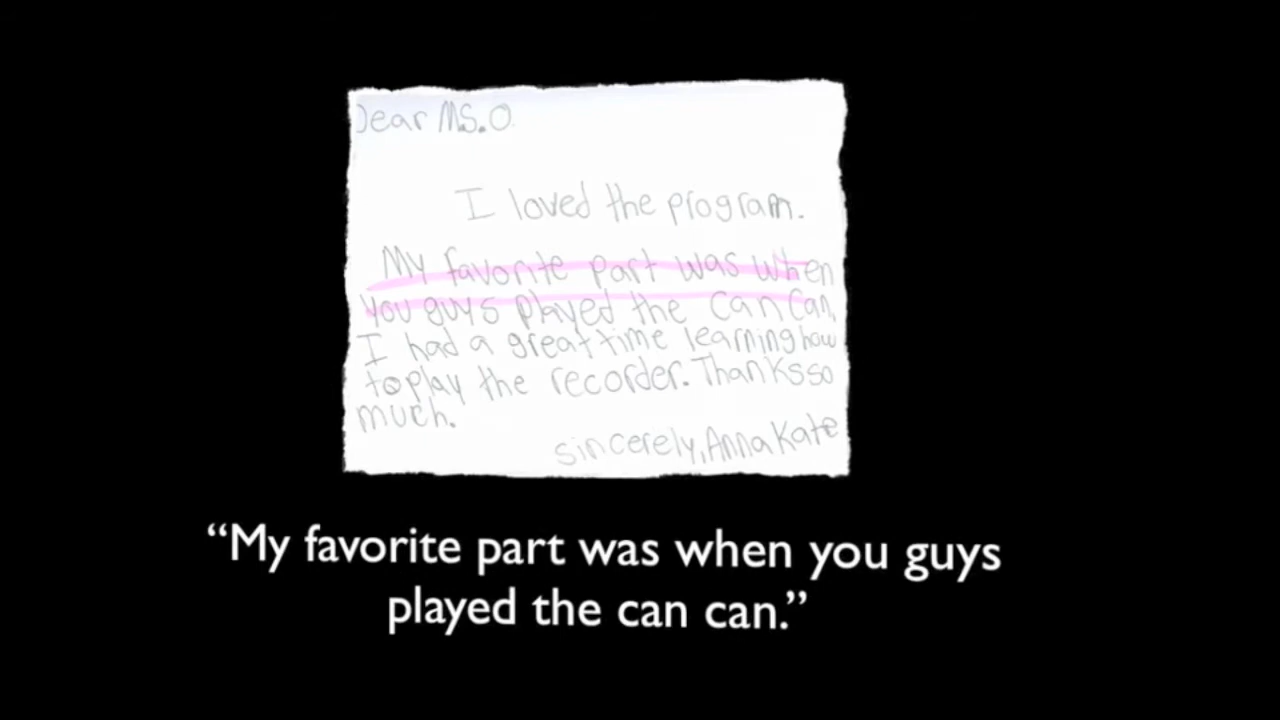 Dear MS. O
I loved the program.
My favorite part was when
you guys played the can can,
I had a great time learning how
to play the recorder. Thanks so
much.
sincerely, Anna Kate
“My favorite part was when you guys
played the can can.”